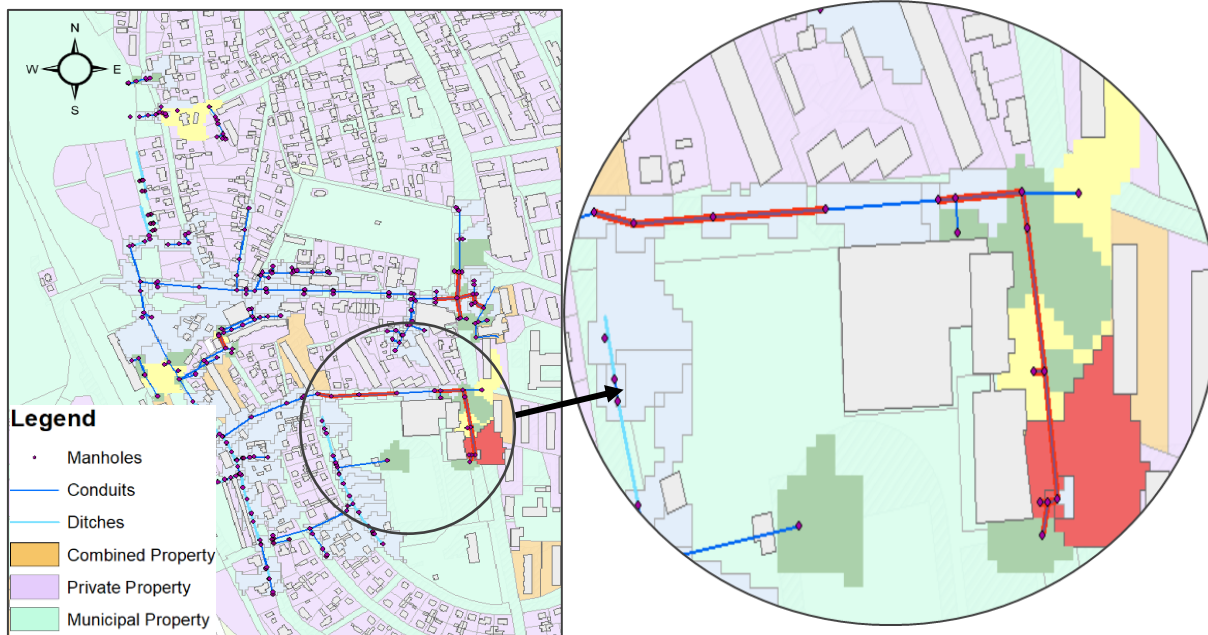 N
W E
S
Legend
Manholes
Conduits
Ditches
Combined Property
Private Property
Municipal Property